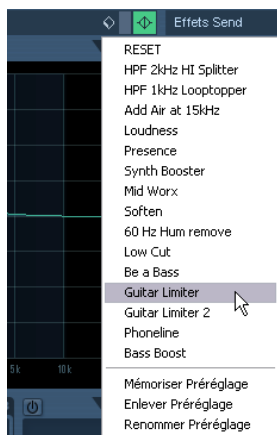 Effets Send
RESET
HPF 2kHz HI Splitter
HPF 1kHz Looptopper
Add Air at 15kHz
Loudness
Presence
Synth Booster
Mid Worx
Soften
60 Hz Hum remove
Low Cut
Be a Bass
Guitar Limiter
Guitar Limiter 2
Phoneline
Bass Boost
5k 10k
Mémoriser Préréglage
Enlever Préréglage
Renommer Préréglage